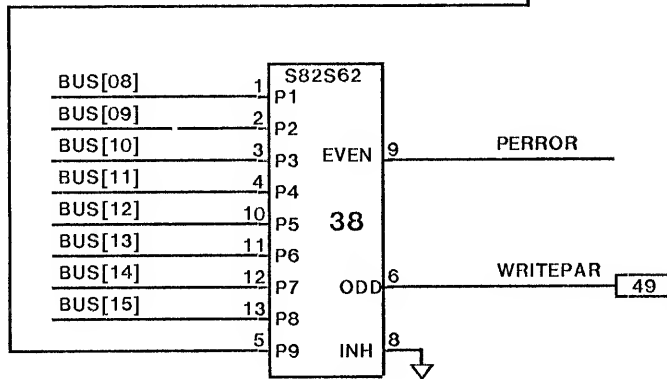 S82S62
BUS[08] 1 P1
BUS[09] 2 P2
BUS[10] 3 P3 EVEN 9 PERROR
BUS[11] 4 P4
BUS[12] 10 P5 38
BUS[13] 11 P6
BUS[14] 12 P7 ODD 6 WRITEPAR 49
BUS[15] 13 P8
5 P9 INH 8